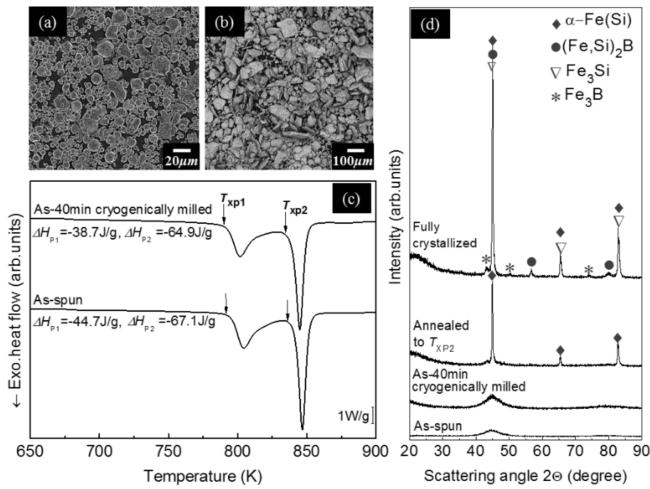 (a)
20μm
(b)
100μm
(c)
Txp1
Txp2
As-40min cryogenically milled
ΔHP1=-38.7J/g, ΔHP2=-64.9J/g
As-spun
ΔHP1=-44.7J/g, ΔHP2=-67.1J/g
1W/g
← Exo.heat flow (arb.units)
650 700 750 800 850 900
Temperature (K)
(d)
◆ α−Fe(Si)
● (Fe,Si)2B
▽ Fe3Si
* Fe3B
Intensity (arb.units)
Fully
crystallized
Annealed
to TXP2
As-40min
cryogenically milled
As-spun
20 30 40 50 60 70 80 90
Scattering angle 2Θ (degree)